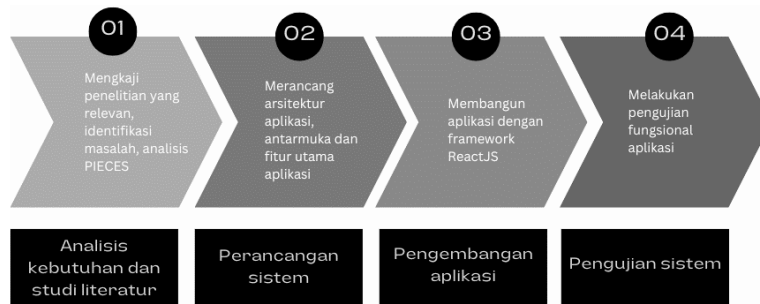 01
Mengkaji
penelitian yang
relevan,
identifikasi
masalah, analisis
PIECES
Analisis
kebutuhan dan
studi literatur
02
Merancang
arsitektur
aplikasi,
antarmuka dan
fitur utama
aplikasi
Perancangan
sistem
03
Membangun
aplikasi dengan
framework
ReactJS
Pengembangan
aplikasi
04
Melakukan
pengujian
fungsional
aplikasi
Pengujian sistem